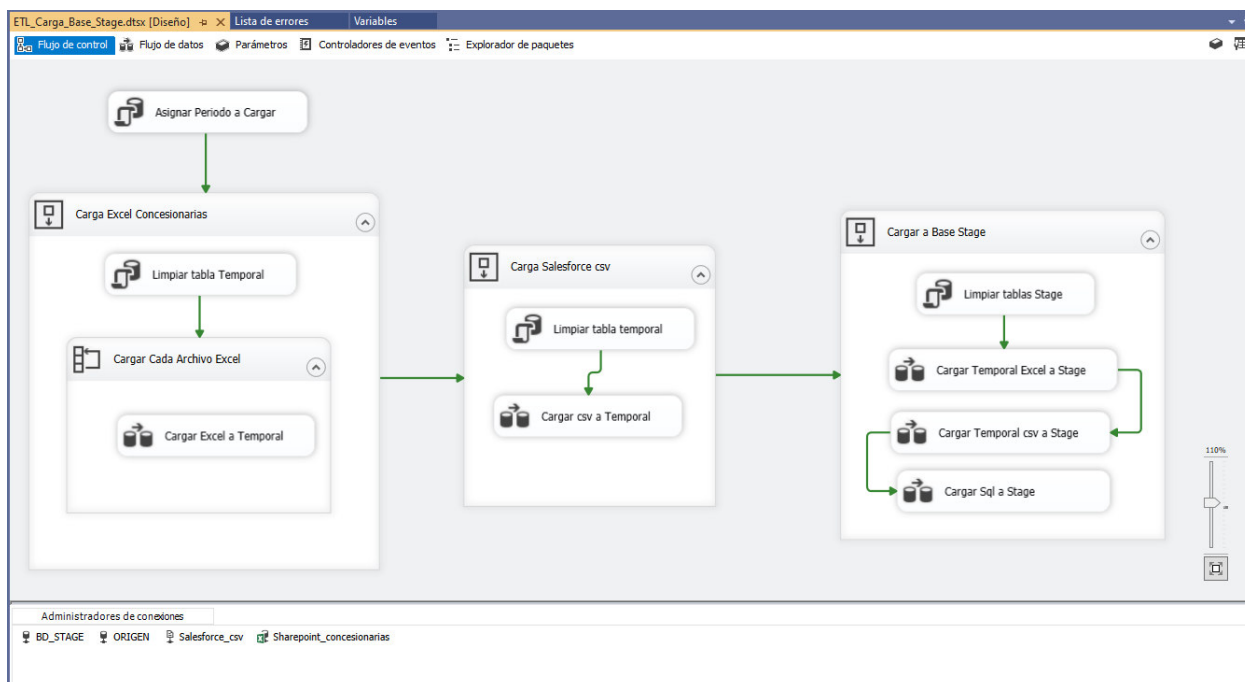 ETL_Carga_Base_Stage.dtsx [Diseño]
Lista de errores
Variables
Flujo de control
Flujo de datos
Parámetros
Controladores de eventos
Explorador de paquetes
Asignar Periodo a Cargar
Carga Excel Concesionarias
Limpiar tabla Temporal
Cargar Cada Archivo Excel
Cargar Excel a Temporal
Carga Salesforce csv
Limpiar tabla temporal
Cargar csv a Temporal
Cargar a Base Stage
Limpiar tablas Stage
Cargar Temporal Excel a Stage
Cargar Temporal csv a Stage
Cargar Sql a Stage
110%
Administradores de conexiones
BD_STAGE
ORIGEN
Salesforce_csv
Sharepoint_concesionarias